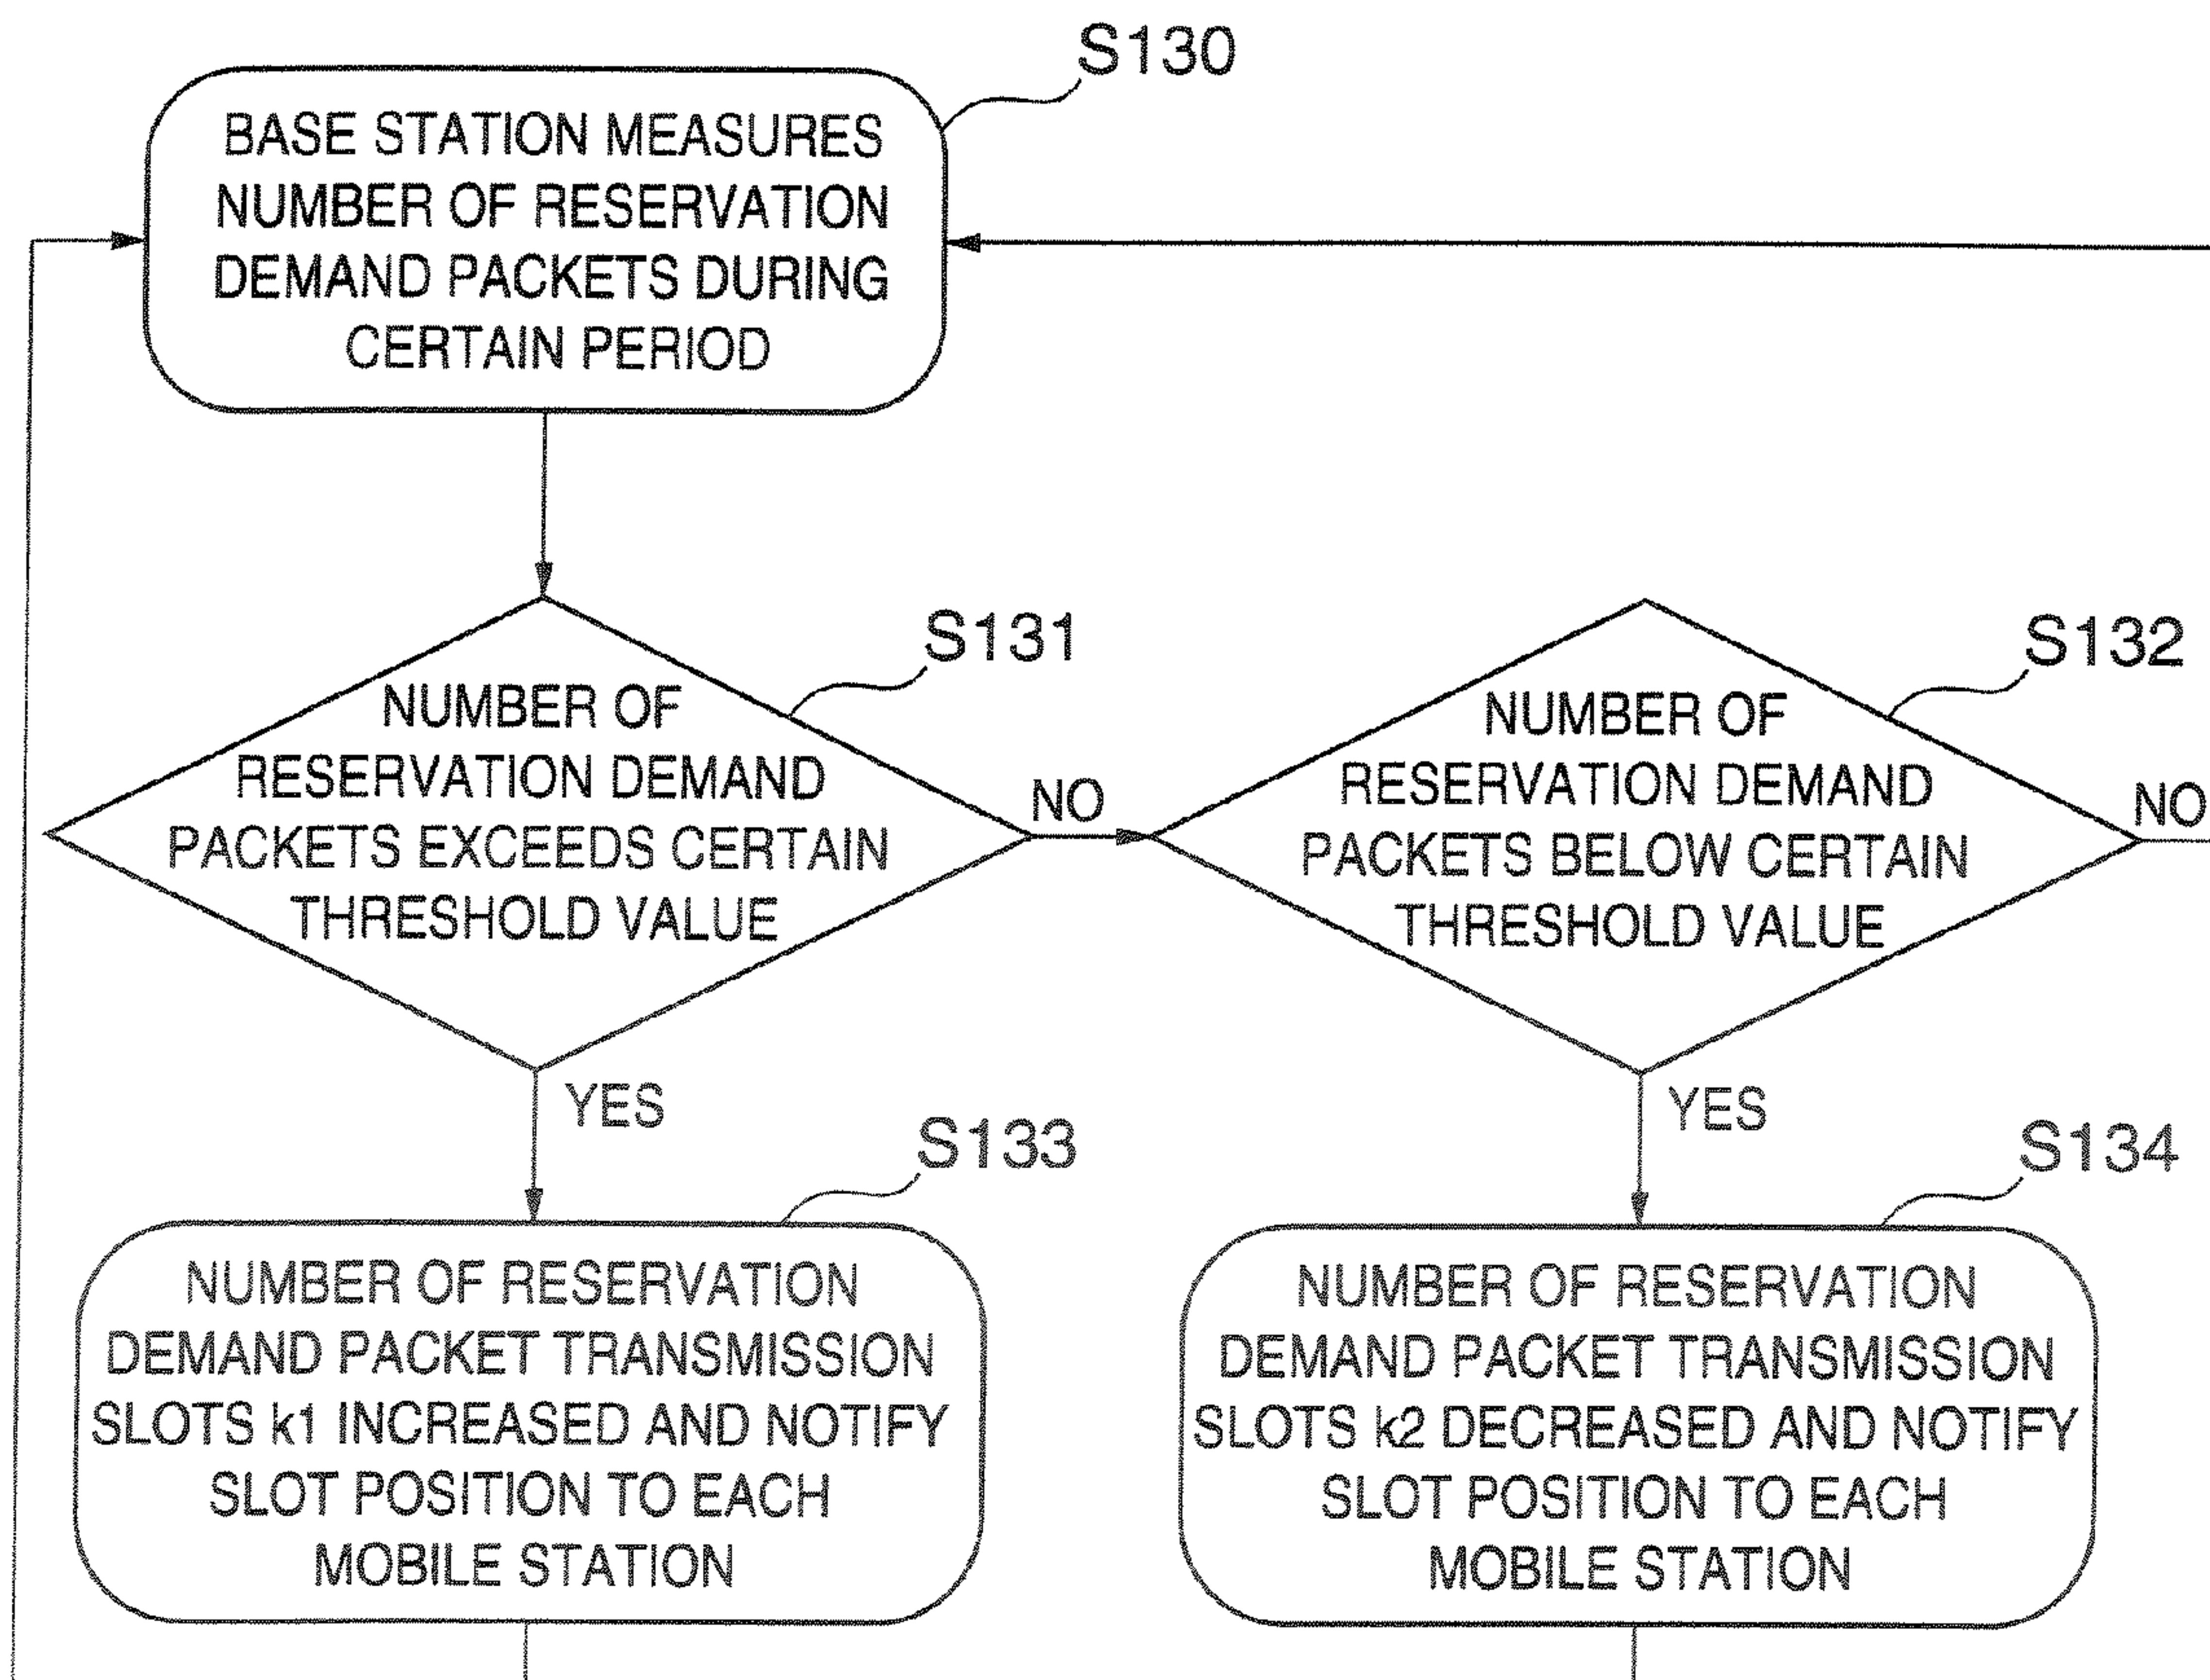 S130
BASE STATION MEASURES
NUMBER OF RESERVATION
DEMAND PACKETS DURING
CERTAIN PERIOD
S131
NUMBER OF
RESERVATION DEMAND
PACKETS EXCEEDS CERTAIN
THRESHOLD VALUE
NO
YES
S132
NUMBER OF
RESERVATION DEMAND
PACKETS BELOW CERTAIN
THRESHOLD VALUE
NO
YES
S133
NUMBER OF RESERVATION
DEMAND PACKET TRANSMISSION
SLOTS k1 INCREASED AND NOTIFY
SLOT POSITION TO EACH
MOBILE STATION
S134
NUMBER OF RESERVATION
DEMAND PACKET TRANSMISSION
SLOTS k2 DECREASED AND NOTIFY
SLOT POSITION TO EACH
MOBILE STATION